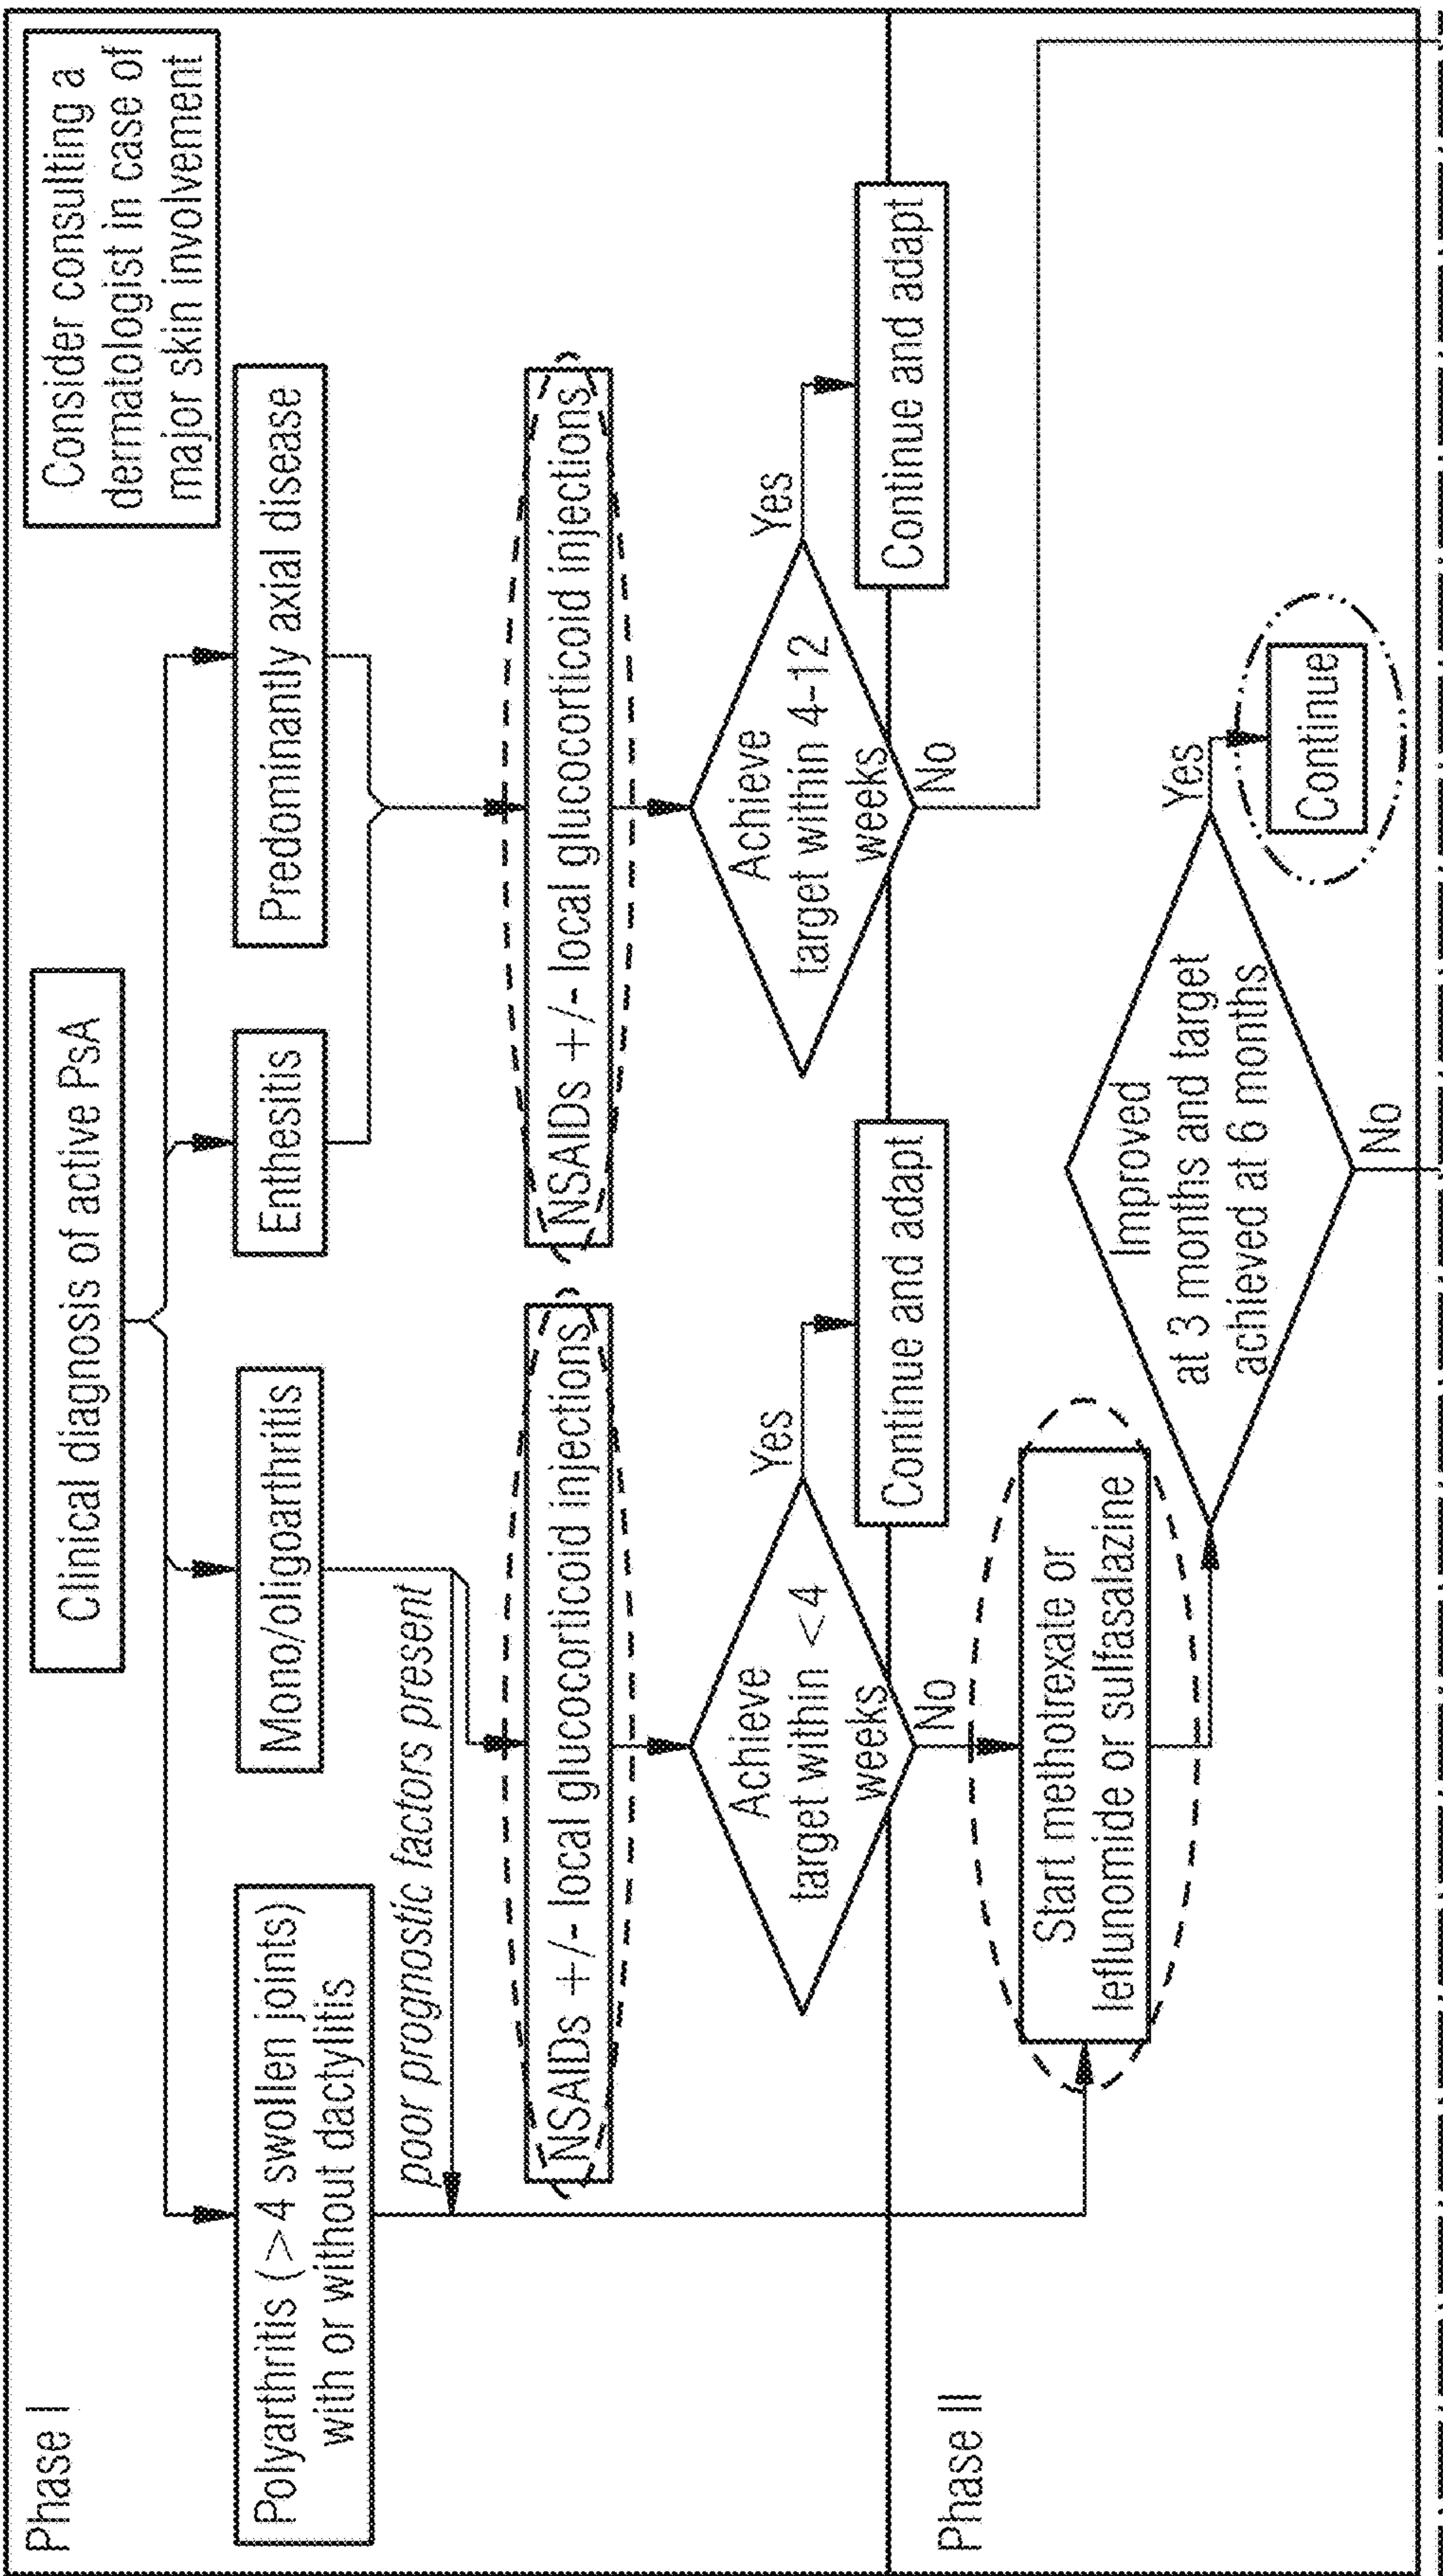 Phase I
Clinical diagnosis of active PsA
Consider consulting a
dermatologist in case of
major skin involvement
Polyarthritis (>4 swollen joints)
with or without dactylitis
Mono/oligoarthritis
Enthesitis
Predominantly axial disease
poor prognostic factors present
NSAIDs +/- local glucocorticoid injections
NSAIDs +/- local glucocorticoid injections
Achieve
target within <4
weeks
Yes
Continue and adapt
No
Achieve
target within 4-12
weeks
Yes
Continue and adapt
No
Phase II
Start methotrexate or
leflunomide or sulfasalazine
Improved
at 3 months and target
achieved at 6 months
Yes
Continue
No